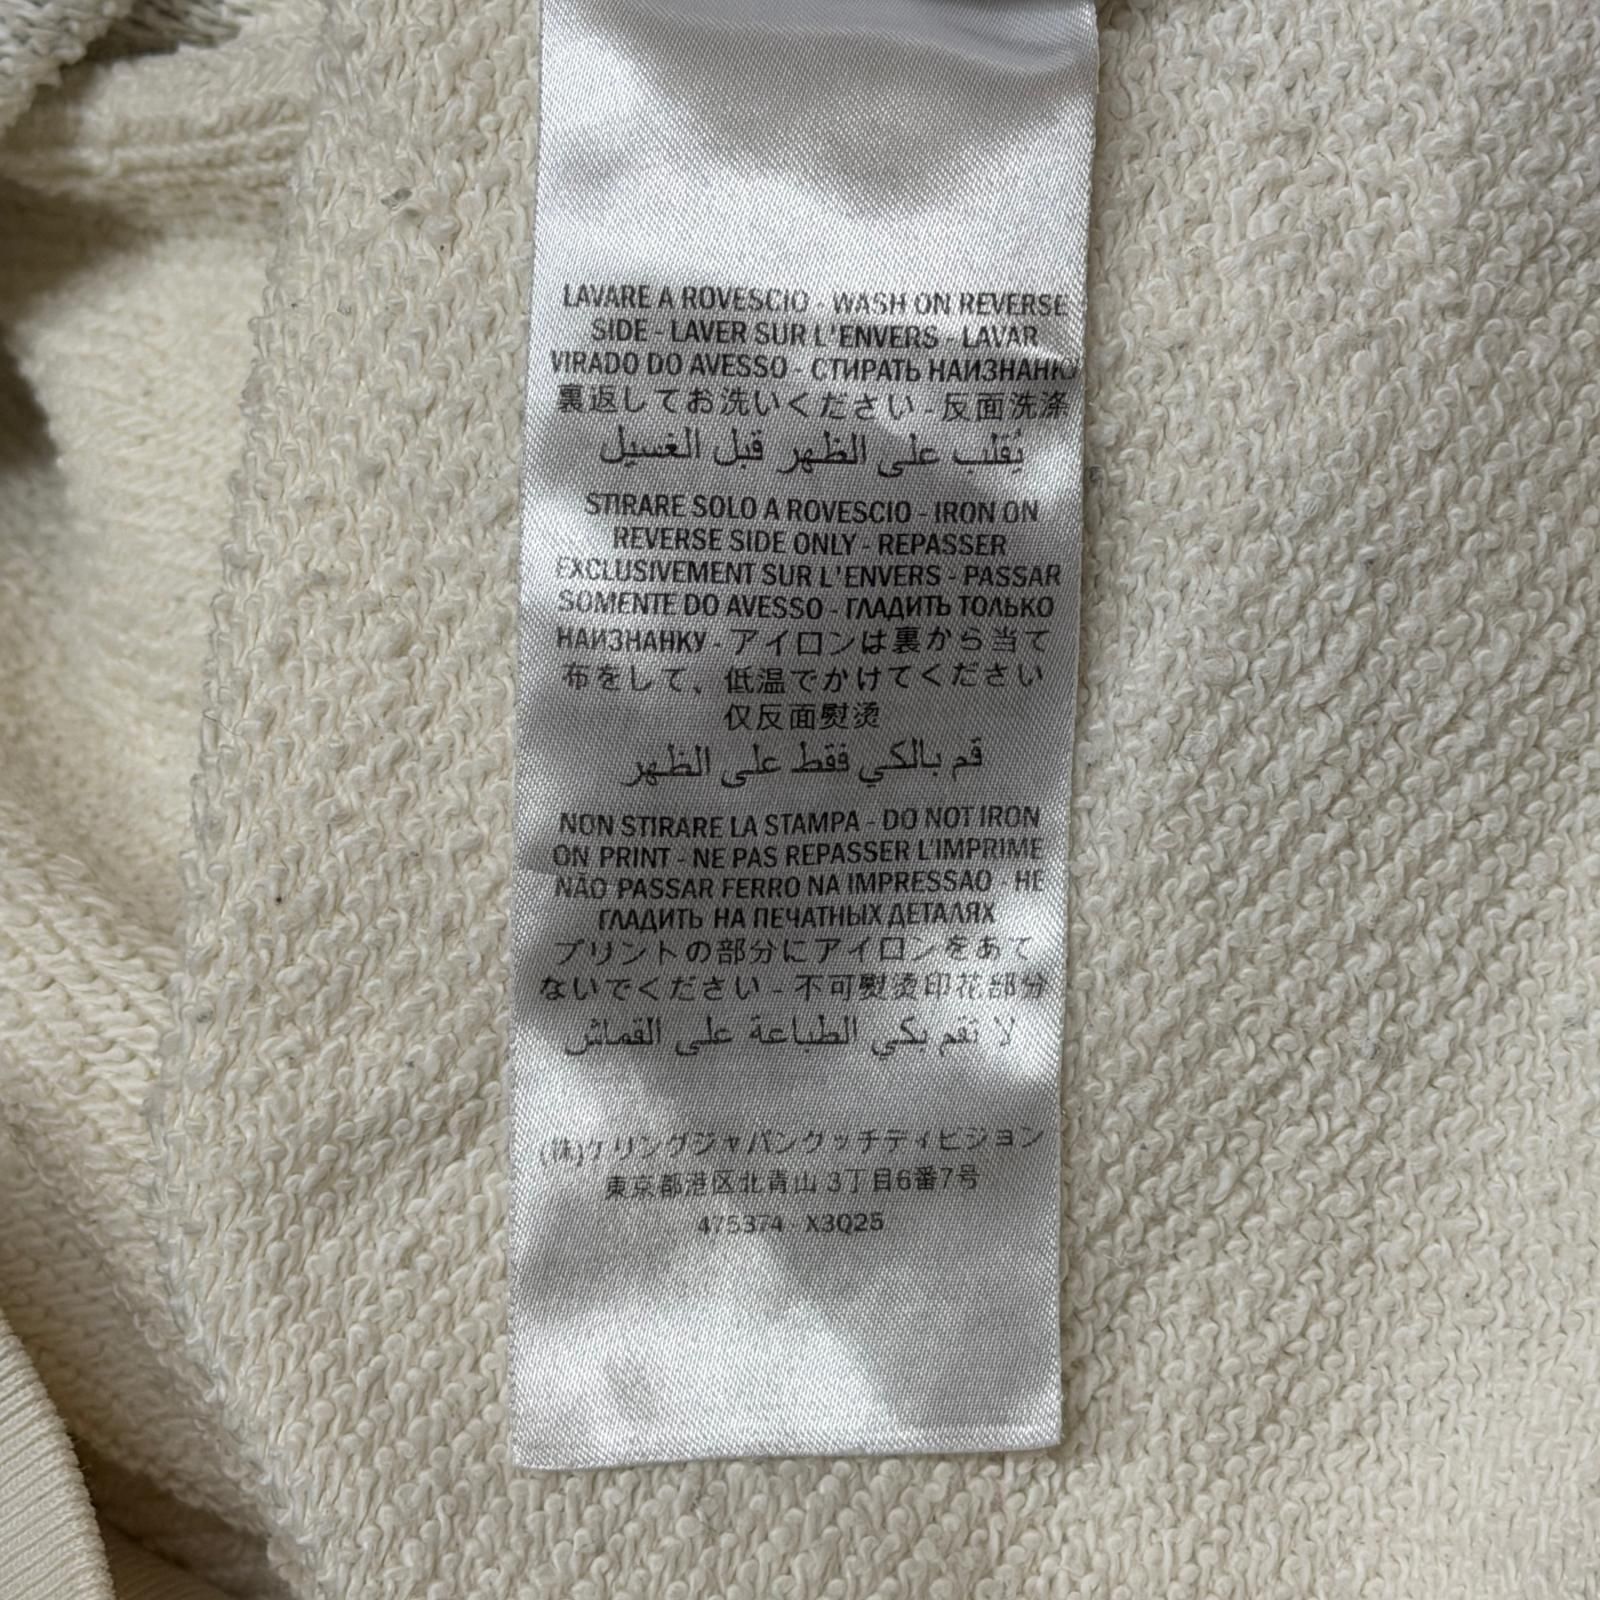 LAVARE A ROVESCIO - WASH ON REVERSE
SIDE - LAVER SUR L'ENVERS - LAVAR
VIRADO DO AVESSO - СТИРАТЬ НАИЗНАНКУ
裏返してお洗いください - 反面洗涤
يُقلب على الظهر قبل الغسيل
STIRARE SOLO A ROVESCIO - IRON ON
REVERSE SIDE ONLY - REPASSER
EXCLUSIVEMENT SUR L'ENVERS - PASSAR
SOMENTE DO AVESSO - ГЛАДИТЬ ТОЛЬКО
НАИЗНАНКУ - アイロンは裏から当て
布をして、低温でかけてください
仅反面熨烫
قم بالكي فقط على الظهر
NON STIRARE LA STAMPA - DO NOT IRON
ON PRINT - NE PAS REPASSER L'IMPRIME
NÃO PASSAR FERRO NA IMPRESSAO - НЕ
ГЛАДИТЬ НА ПЕЧАТНЫХ ДЕТАЛЯХ
プリントの部分にアイロンをあて
ないでください - 不可熨烫印花部分
لا تقم بكي الطباعة على القماش
(株)ケリングジャパングッチディビジョン
東京都港区北青山 3丁目6番7号
475374 - X3Q25